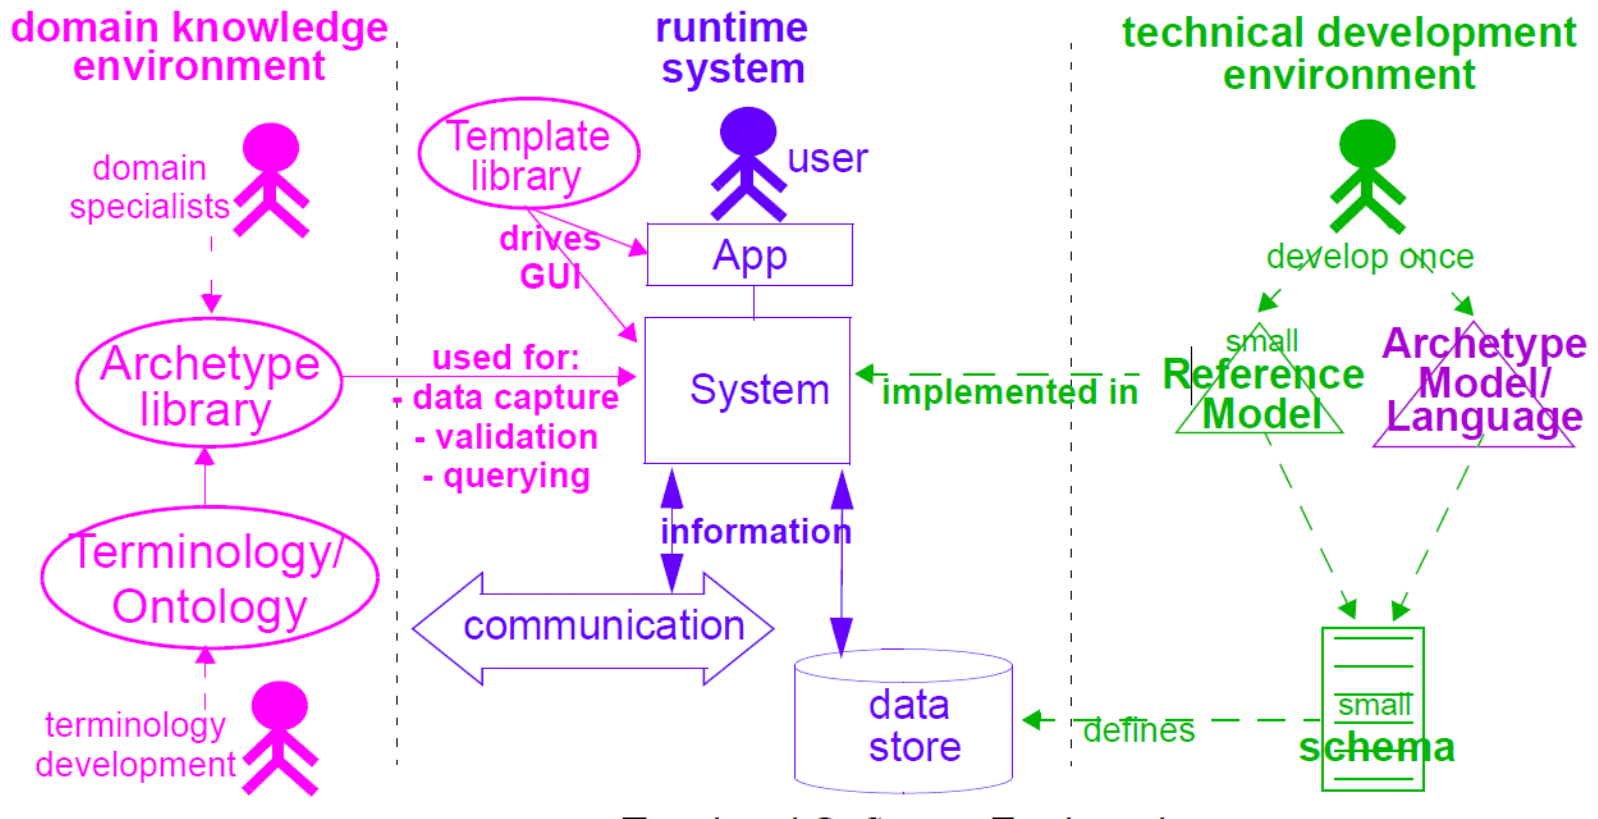 domain knowledge
environment
runtime
system
technical development
environment
domain
specialists
Template
library
user
drives
GUI
App
develop once
Archetype
library
used for:
- data capture
- validation
- querying
System
implemented in
small
Reference
Model
Archetype
Model/
Language
information
Terminology/
Ontology
communication
terminology
development
data
store
defines
small
schema